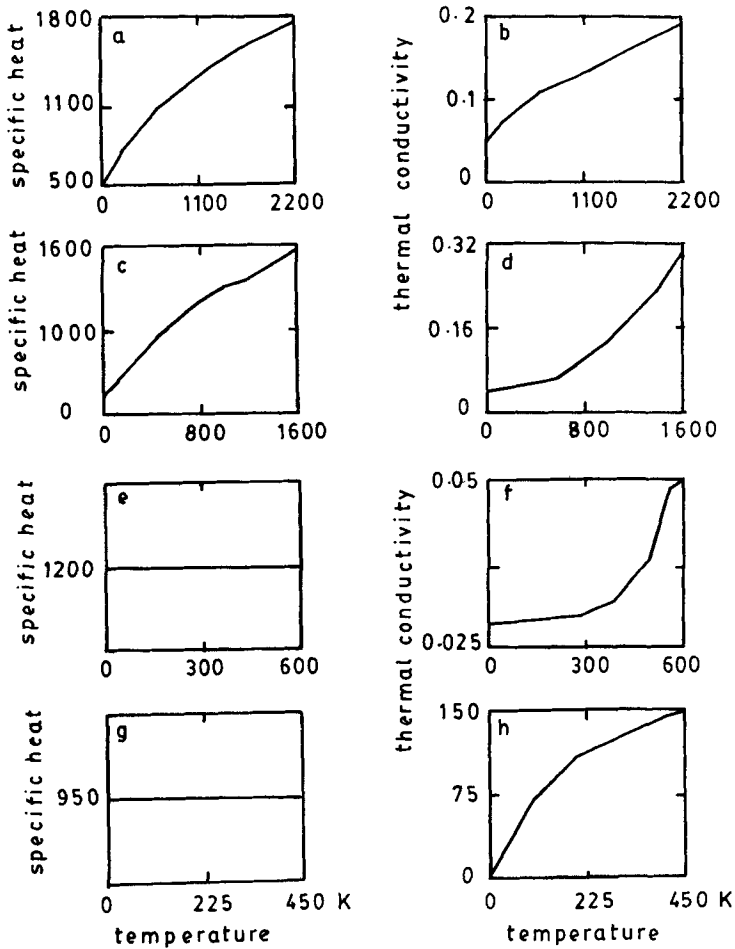 1800
a
specific heat
1100
500
0 1100 2200
0·2
b
0·1
0
0 1100 2200
1600
c
specific heat
1000
0
0 800 1600
thermal conductivity
0·32
d
0·16
0
0 800 1600
e
specific heat
1200
0 300 600
0·05
f
0·025
0 300 600
thermal conductivity
g
specific heat
950
0 225 450 K
temperature
150
h
75
0
0 225 450 K
temperature